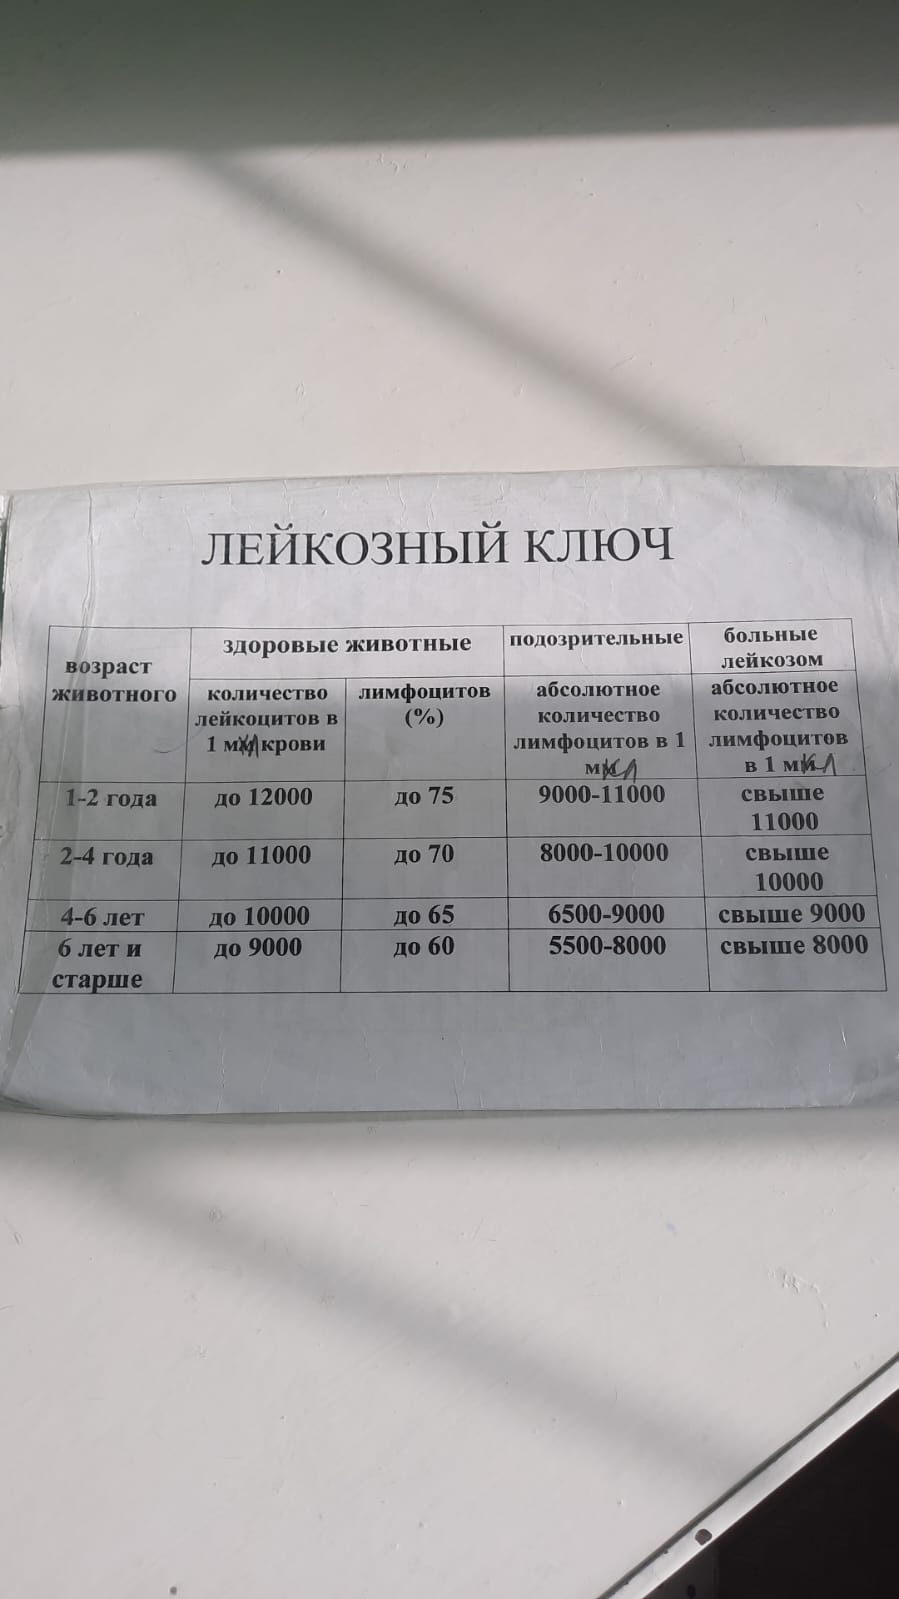 ЛЕЙКОЗНЫЙ КЛЮЧ
возраст животного
здоровые животные
подозрительные
больные лейкозом
количество лейкоцитов в 1 мкл крови
лимфоцитов (%)
абсолютное количество лимфоцитов в 1 мкл
абсолютное количество лимфоцитов в 1 мкл
1-2 года до 12000 до 75 9000-11000 свыше 11000
2-4 года до 11000 до 70 8000-10000 свыше 10000
4-6 лет до 10000 до 65 6500-9000 свыше 9000
6 лет и старше до 9000 до 60 5500-8000 свыше 8000